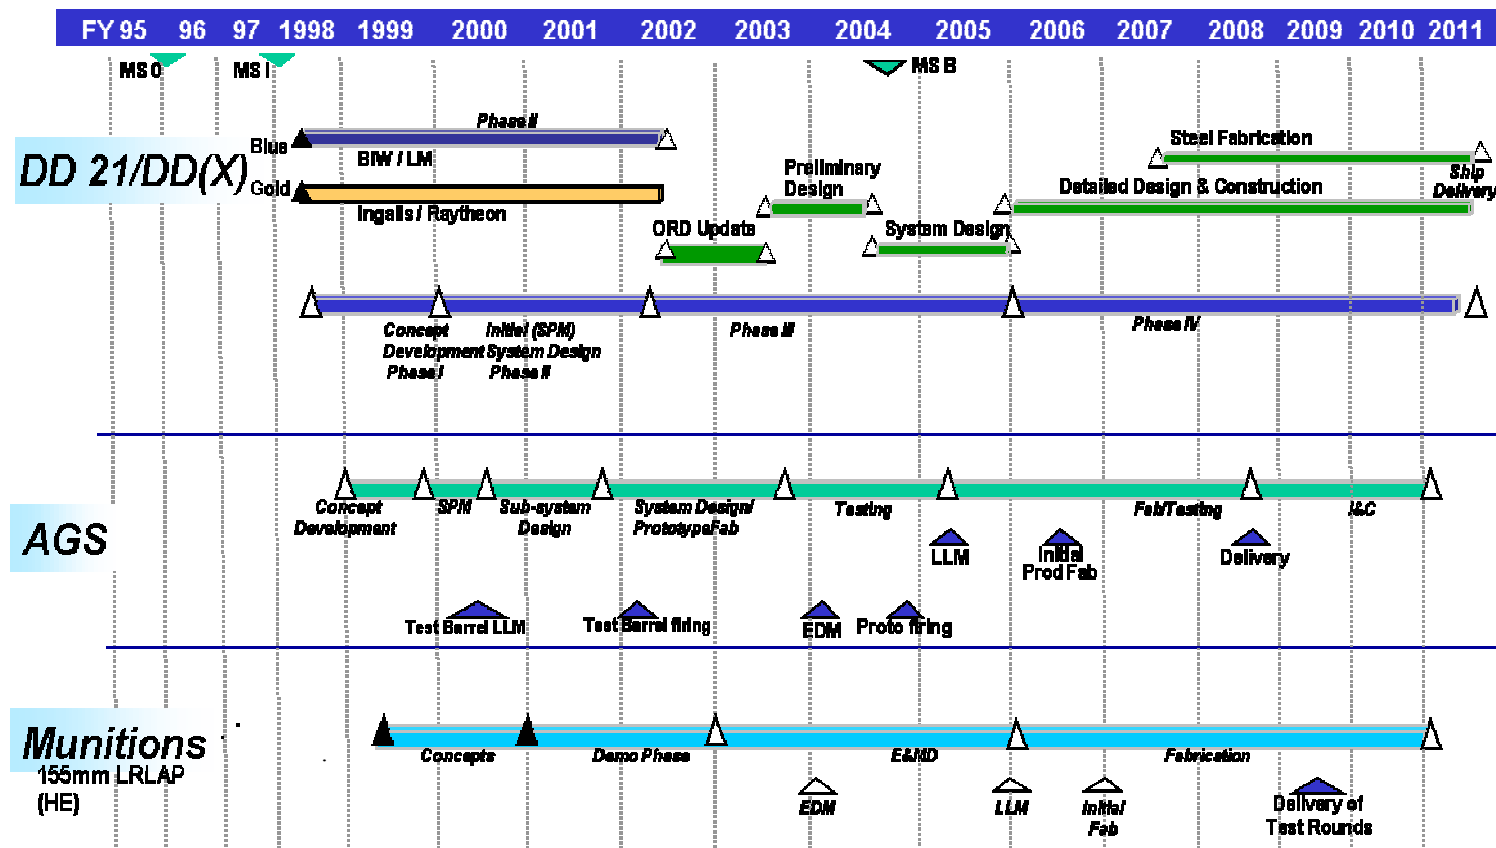 FY 95 96 97 1998 1999 2000 2001 2002 2003 2004 2005 2006 2007 2008 2009 2010 2011
MS 0
MS I
MS B
DD 21/DD(X)
Blue
Phase II
BIW / LM
Gold
Ingalls / Raytheon
Preliminary
Design
Steel Fabrication
Ship
Delivery
Detailed Design & Construction
ORD Update
System Design
Concept
Development
Phase I
Initial (SPM)
System Design
Phase II
Phase III
Phase IV
AGS
Concept
Development
SPM
Sub-system
Design
System Design/
PrototypeFab
Testing
Fab/Testing
I&C
LLM
Initial
Prod Fab
Delivery
Test Barrel LLM
Test Barrel firing
EDM
Proto firing
Munitions
155mm LRLAP
(HE)
Concepts
Demo Phase
E&MD
Fabrication
EDM
LLM
Initial
Fab
Delivery of
Test Rounds